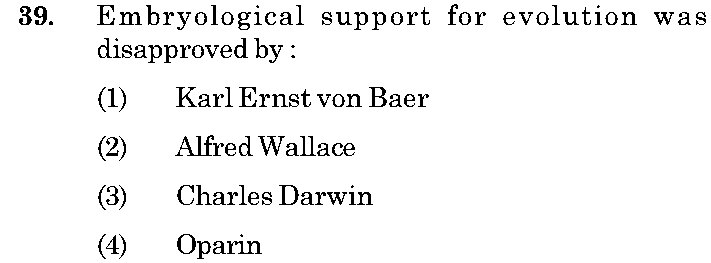 39. Embryological support for evolution was
disapproved by :
(1) Karl Ernst von Baer
(2) Alfred Wallace
(3) Charles Darwin
(4) Oparin